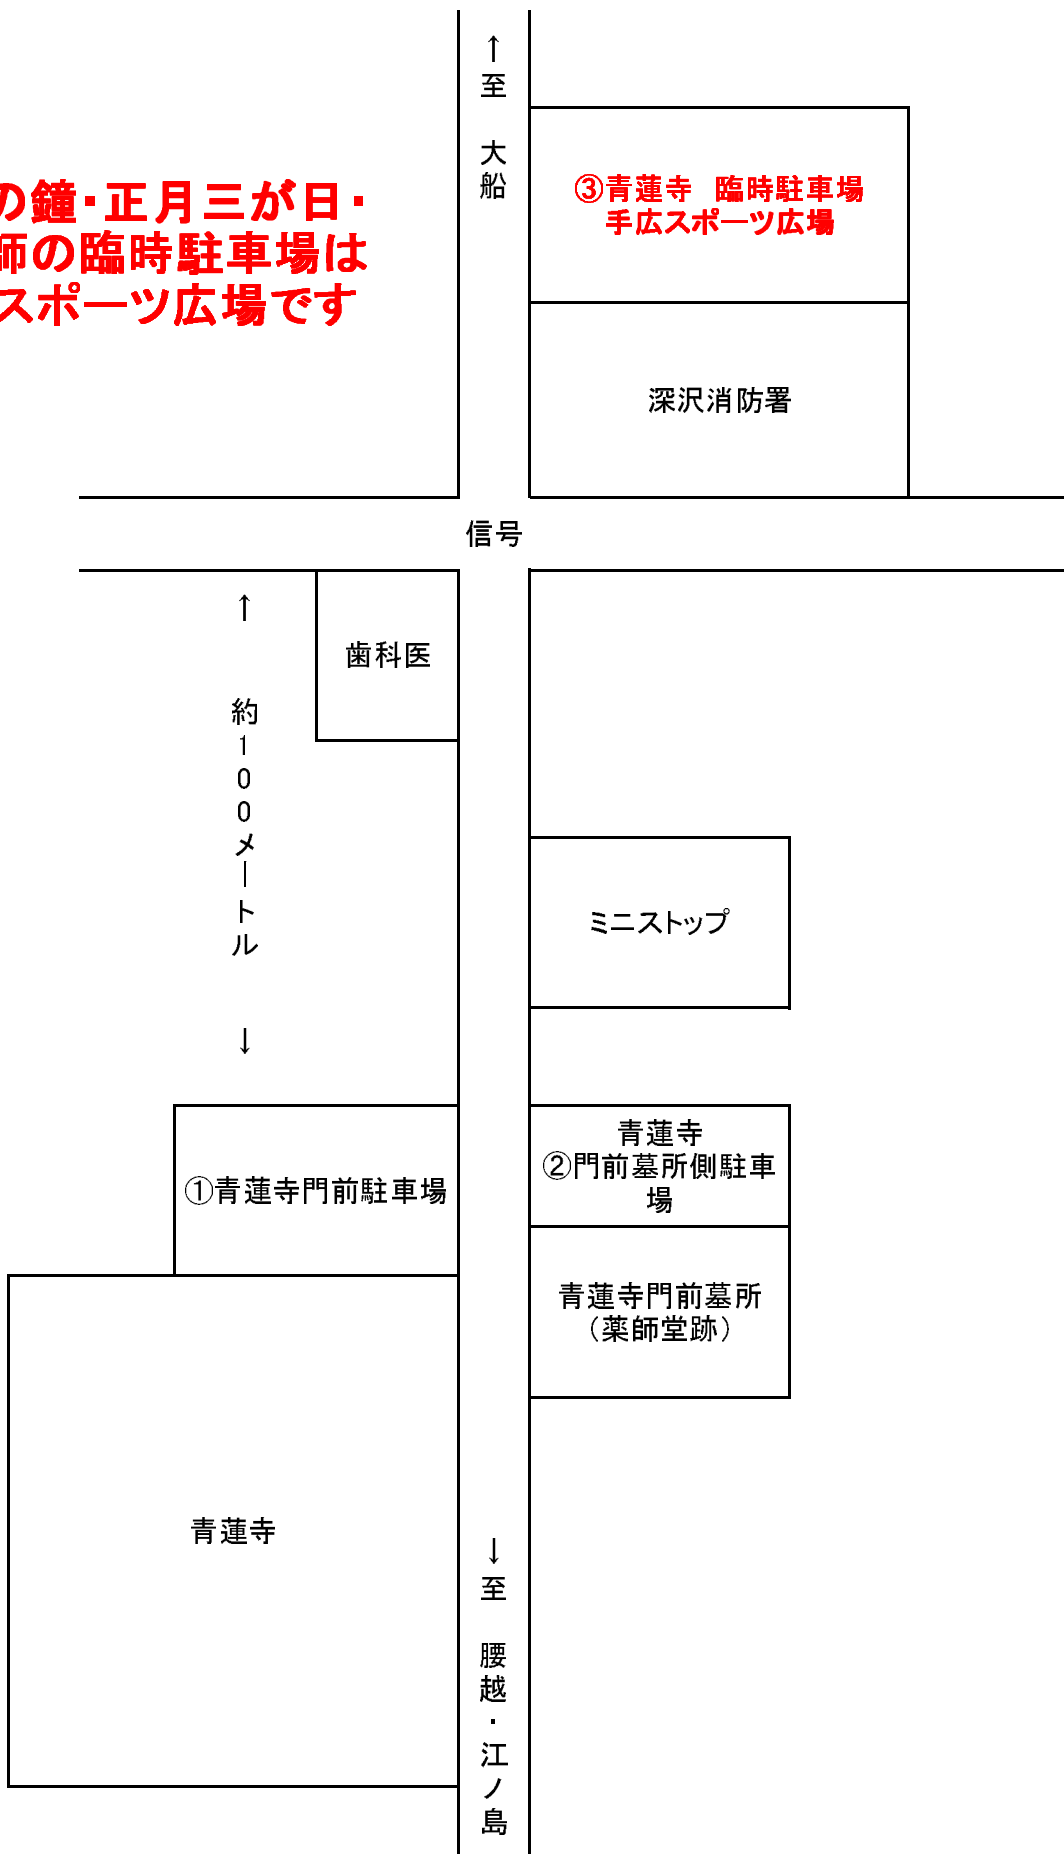 ↑至 大船
③青蓮寺 臨時駐車場
手広スポーツ広場
の鐘・正月三が日・
師の臨時駐車場は
スポーツ広場です
深沢消防署
信号
歯科医
↑ 約100メートル ↓
ミニストップ
①青蓮寺門前駐車場
青蓮寺
②門前墓所側駐車
場
青蓮寺門前墓所
（薬師堂跡）
青蓮寺
↓至 腰越・江ノ島